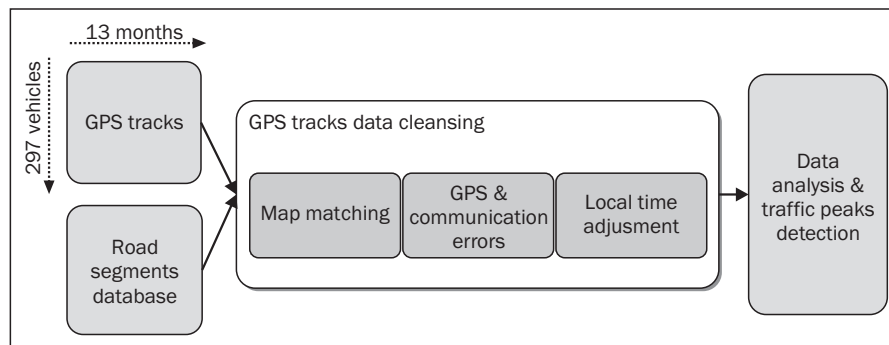 13 months
297 vehicles
GPS tracks
Road
segments
database
GPS tracks data cleansing
Map matching
GPS &
communication
errors
Local time
adjusment
Data
analysis &
traffic peaks
detection